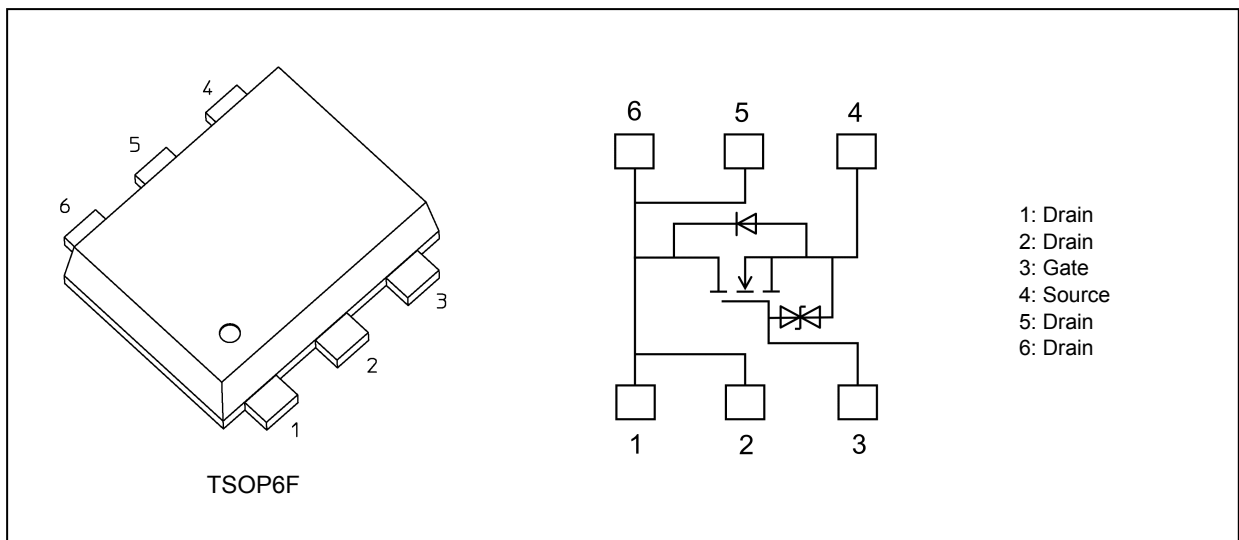 4
5
6
3
2
1
TSOP6F
6 5 4
1 2 3
1: Drain
2: Drain
3: Gate
4: Source
5: Drain
6: Drain